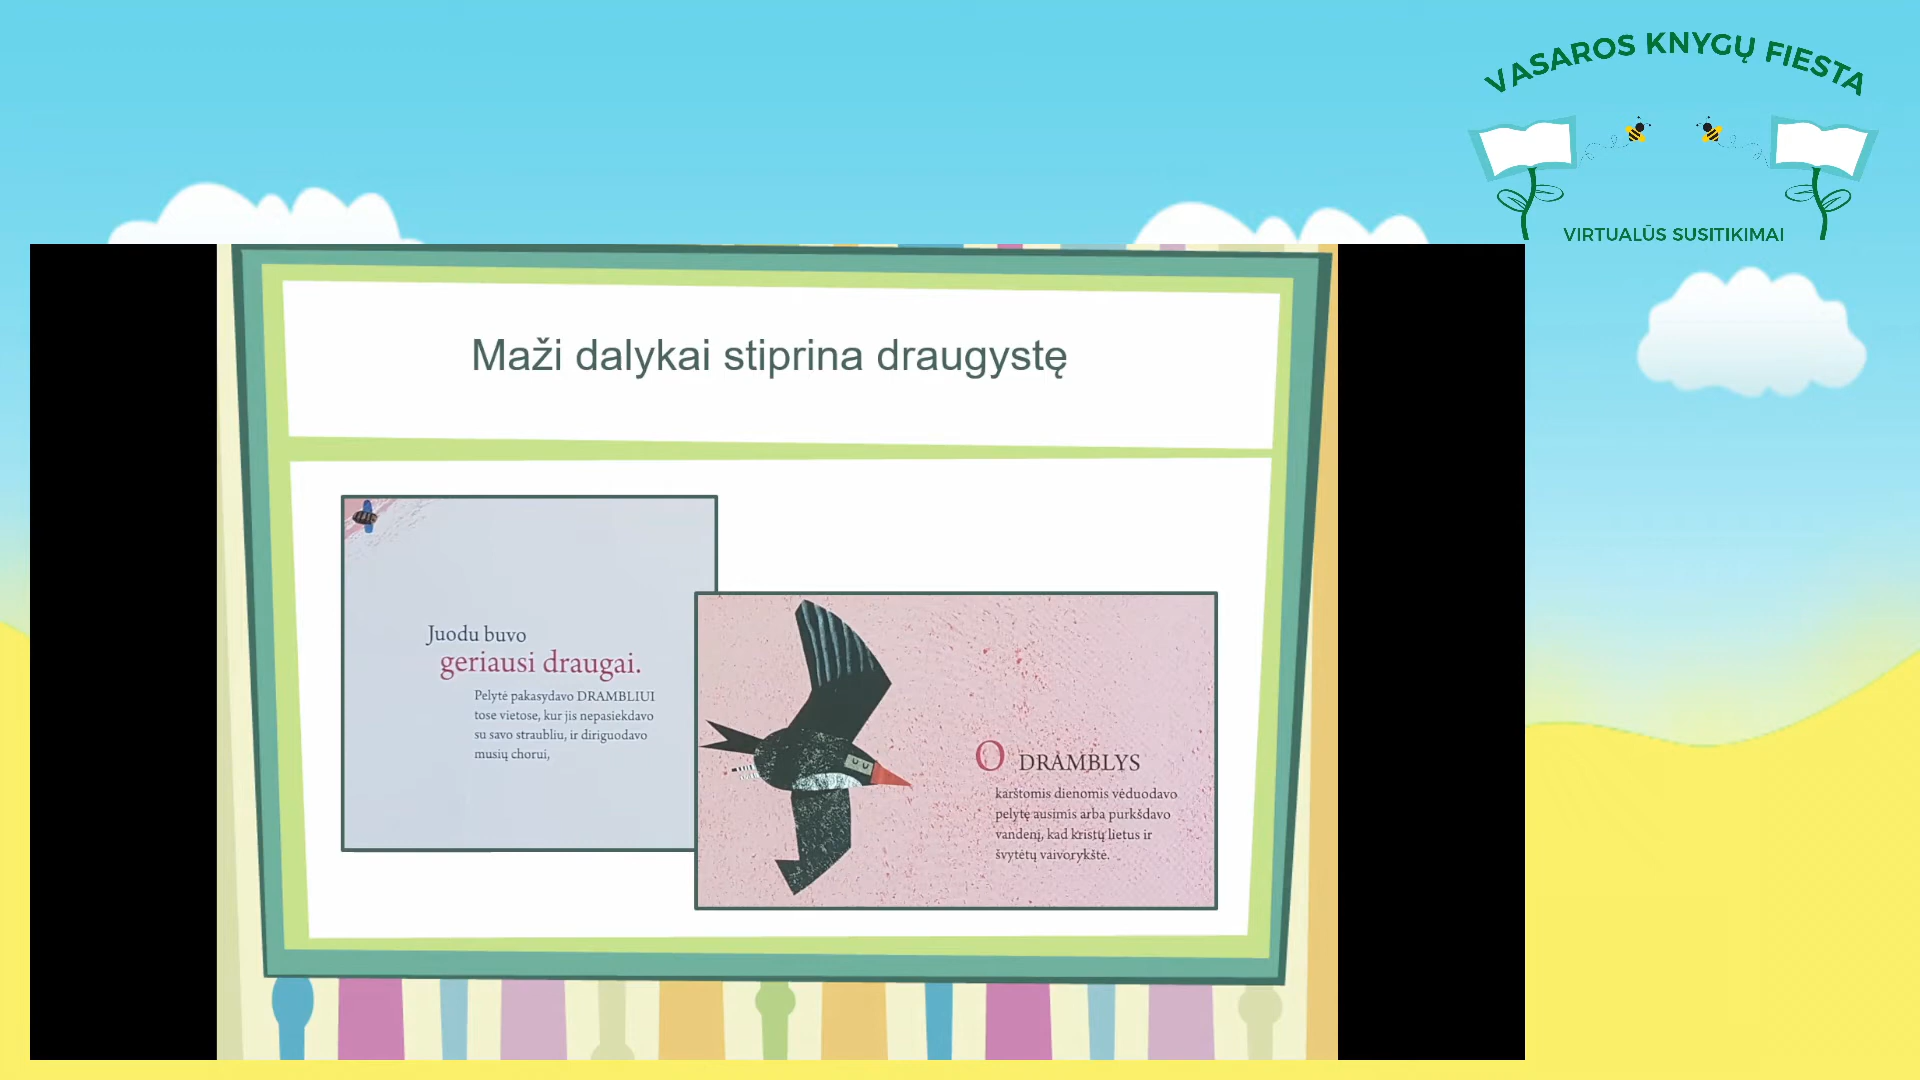 VASAROS KNYGŲ FIESTA
VIRTUALŪS SUSITIKIMAI
Maži dalykai stiprina draugystę
Juodu buvo
geriausi draugai.
Pelytė pakasydavo DRAMBLIUI
tose vietose, kur jis nepasiekdavo
su savo straubliu, ir diriguodavo
musių chorui,
O DRAMBLYS
karštomis dienomis vėduodavo
pelytę ausimis arba purkšdavo
vandenį, kad kristų lietus ir
švytėtų vaivorykštė.